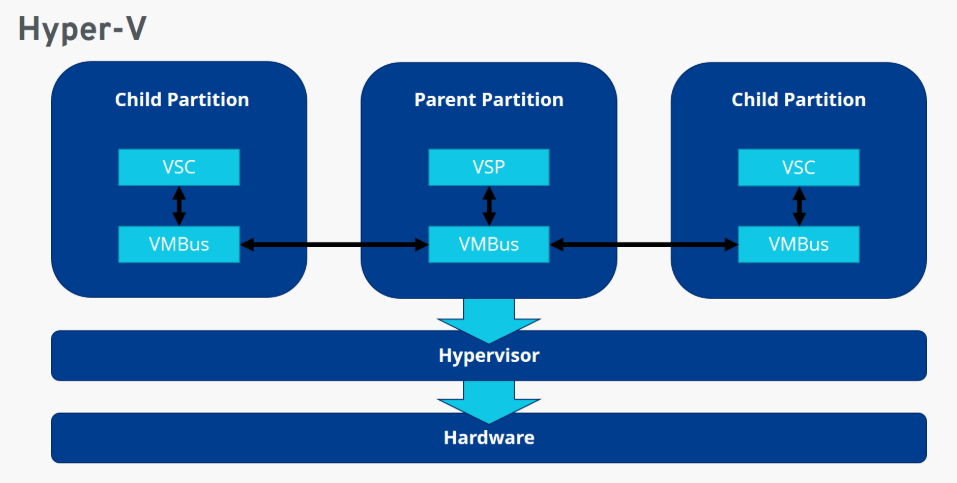 Hyper-V
Child Partition
Parent Partition
Child Partition
VSC
VSP
VSC
VMBus
VMBus
VMBus
Hypervisor
Hardware